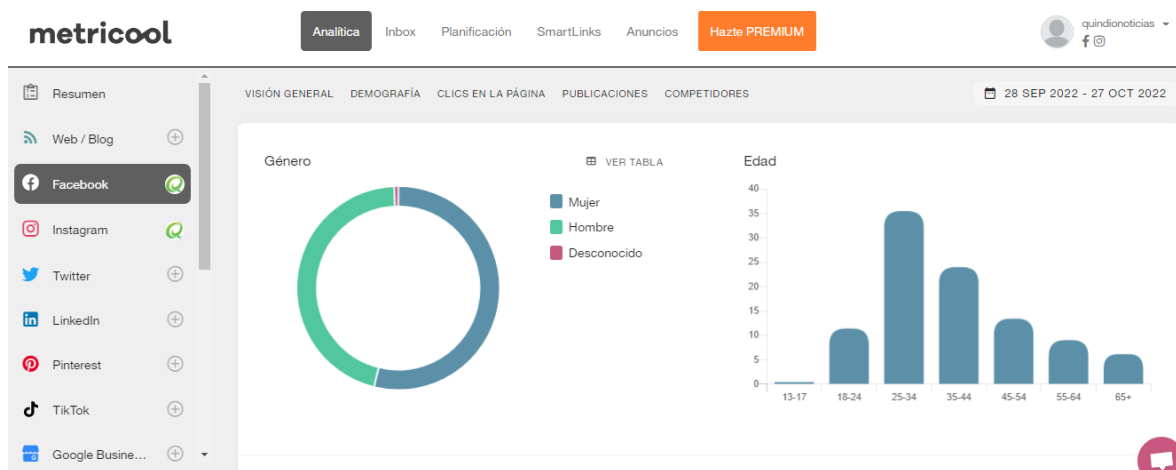 metricool
Analítica Inbox Planificación SmartLinks Anuncios Hazte PREMIUM
quindionoticias
Resumen
Web / Blog
Facebook
Instagram
Twitter
LinkedIn
Pinterest
TikTok
Google Busine...
VISIÓN GENERAL DEMOGRAFÍA CLICS EN LA PÁGINA PUBLICACIONES COMPETIDORES
28 SEP 2022 - 27 OCT 2022
Género
VER TABLA
Mujer
Hombre
Desconocido
Edad
40
35
30
25
20
15
10
5
0
13-17 18-24 25-34 35-44 45-54 55-64 65+